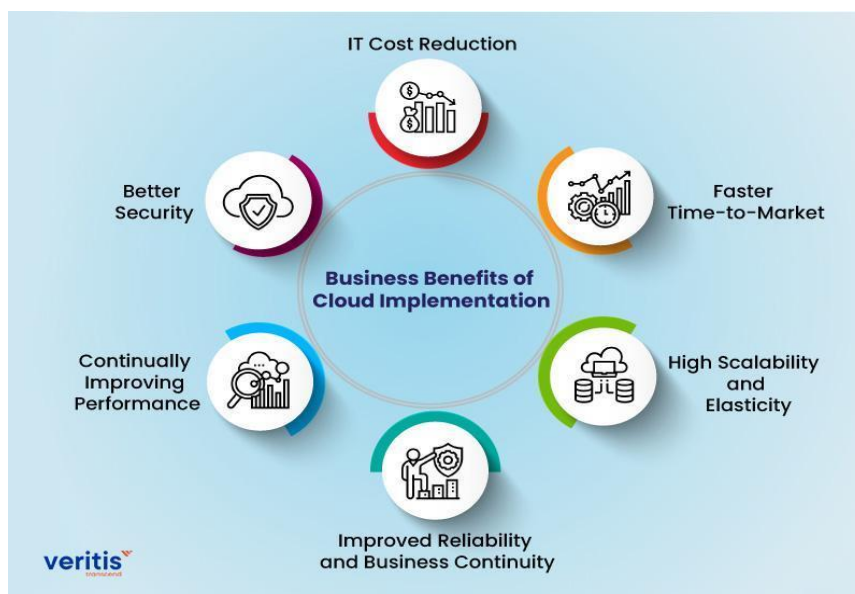 IT Cost Reduction
Faster
Time-to-Market
High Scalability
and
Elasticity
Improved Reliability
and Business Continuity
Continually
Improving
Performance
Better
Security
Business Benefits of
Cloud Implementation
veritis
transcend